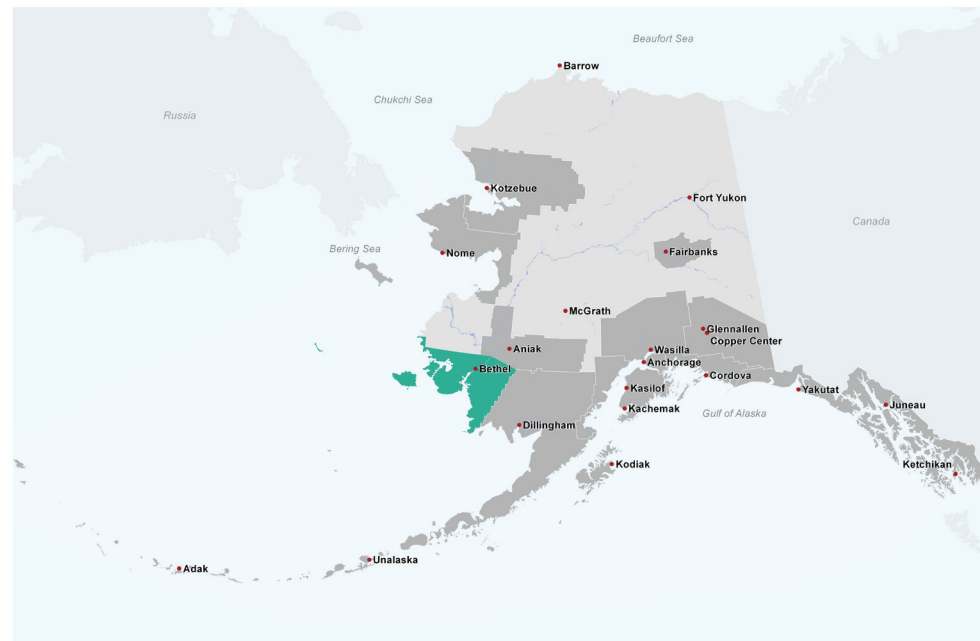 Beaufort Sea
Barrow
Chukchi Sea
Russia
Kotzebue
Fort Yukon
Canada
Bering Sea
Nome
Fairbanks
McGrath
Glennallen
Copper Center
Aniak
Wasilla
Anchorage
Bethel
Cordova
Kasilof
Yakutat
Juneau
Kachemak
Gulf of Alaska
Dillingham
Kodiak
Ketchikan
Unalaska
Adak